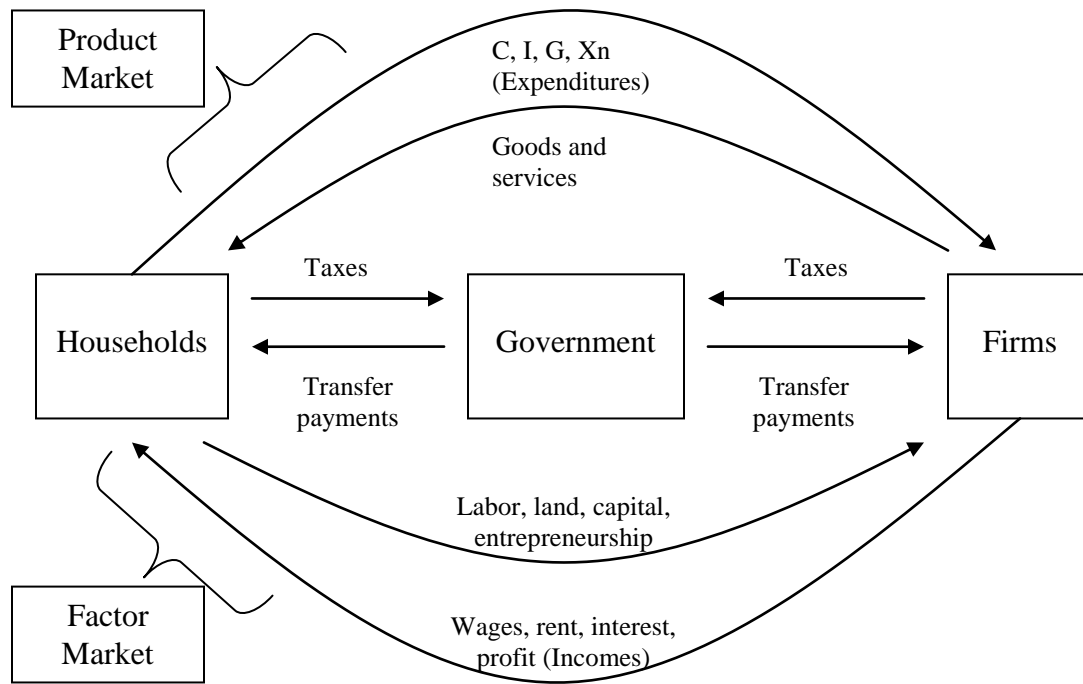 Product
Market
C, I, G, Xn
(Expenditures)
Goods and
services
Taxes
Taxes
Households
Government
Firms
Transfer
payments
Transfer
payments
Labor, land, capital,
entrepreneurship
Factor
Market
Wages, rent, interest,
profit (Incomes)